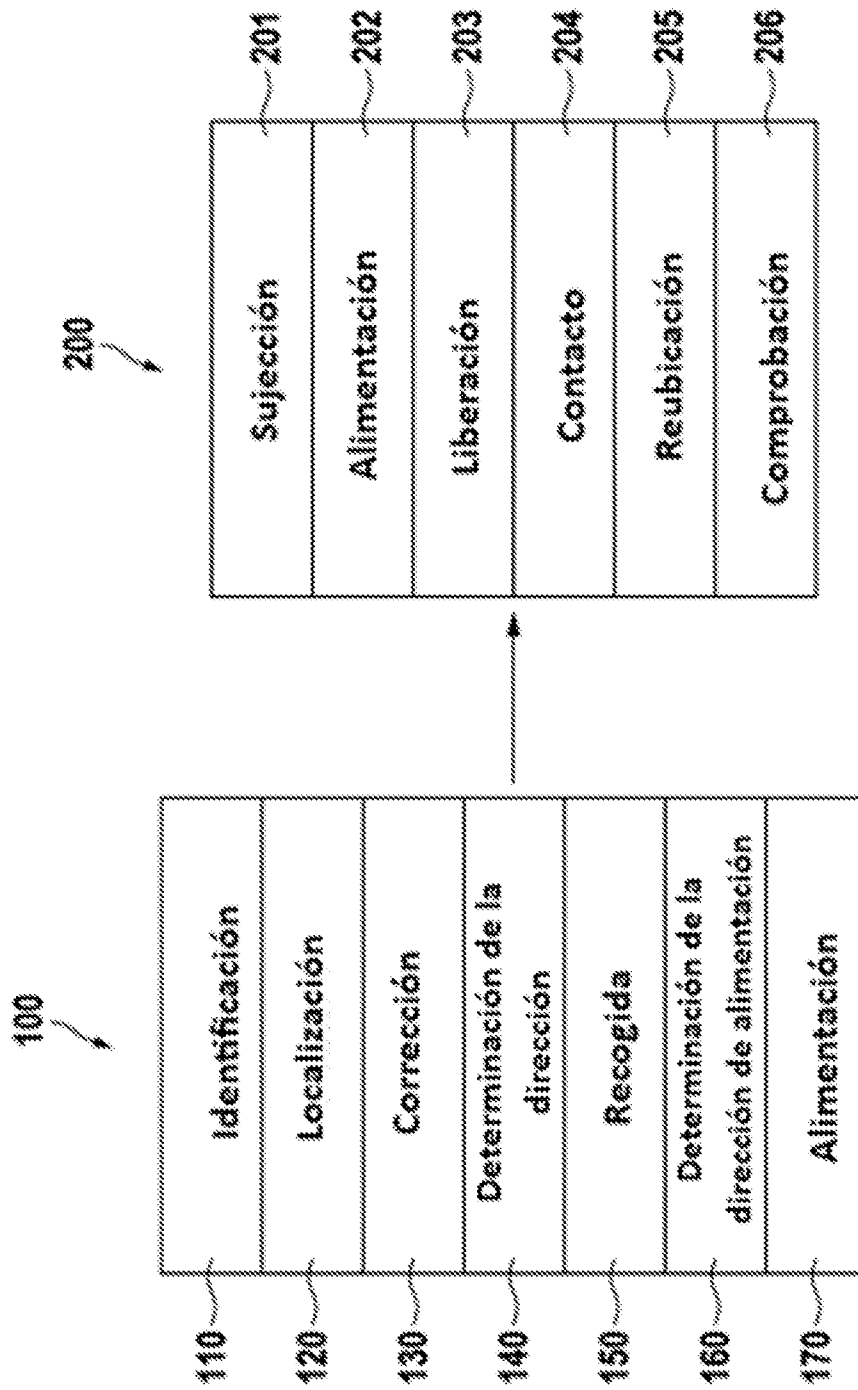 100
110
Identificación
120
Localización
130
Corrección
140
Determinación de la
dirección
150
Recogida
160
Determinación de la
dirección de alimentación
170
Alimentación
200
Sujección
201
Alimentación
202
Liberación
203
Contacto
204
Reubicación
205
Comprobación
206